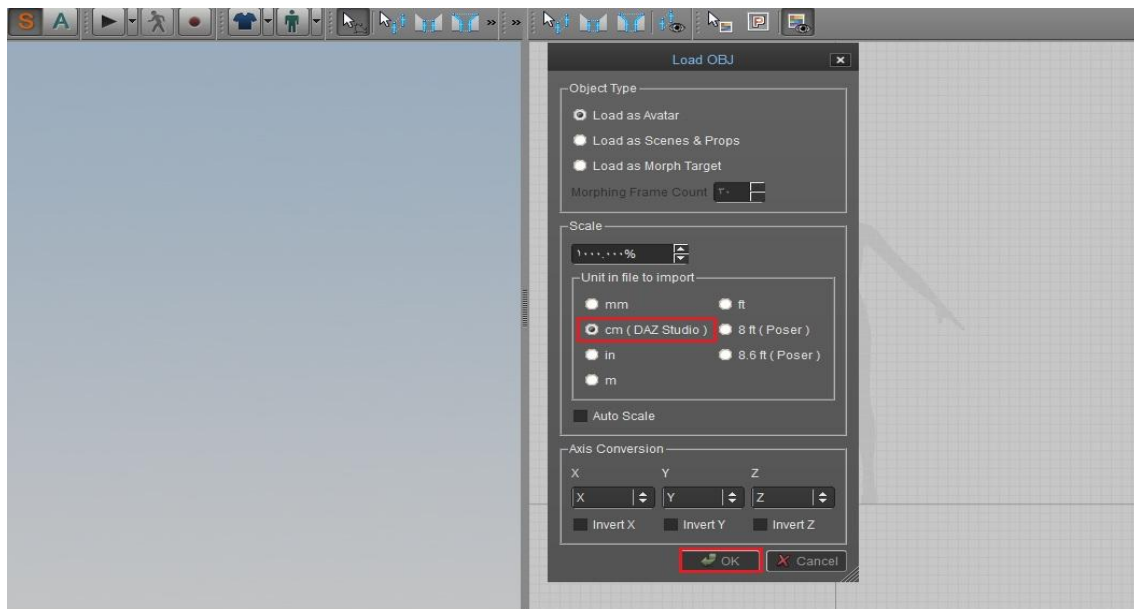 S A
Load OBJ
Object Type
Load as Avatar
Load as Scenes & Props
Load as Morph Target
Morphing Frame Count ٣٠
Scale
١٠٠٠.٠٠٠%
Unit in file to import
mm
ft
cm ( DAZ Studio )
8 ft ( Poser )
in
8.6 ft ( Poser )
m
Auto Scale
Axis Conversion
X Y Z
X Y Z
Invert X Invert Y Invert Z
OK Cancel